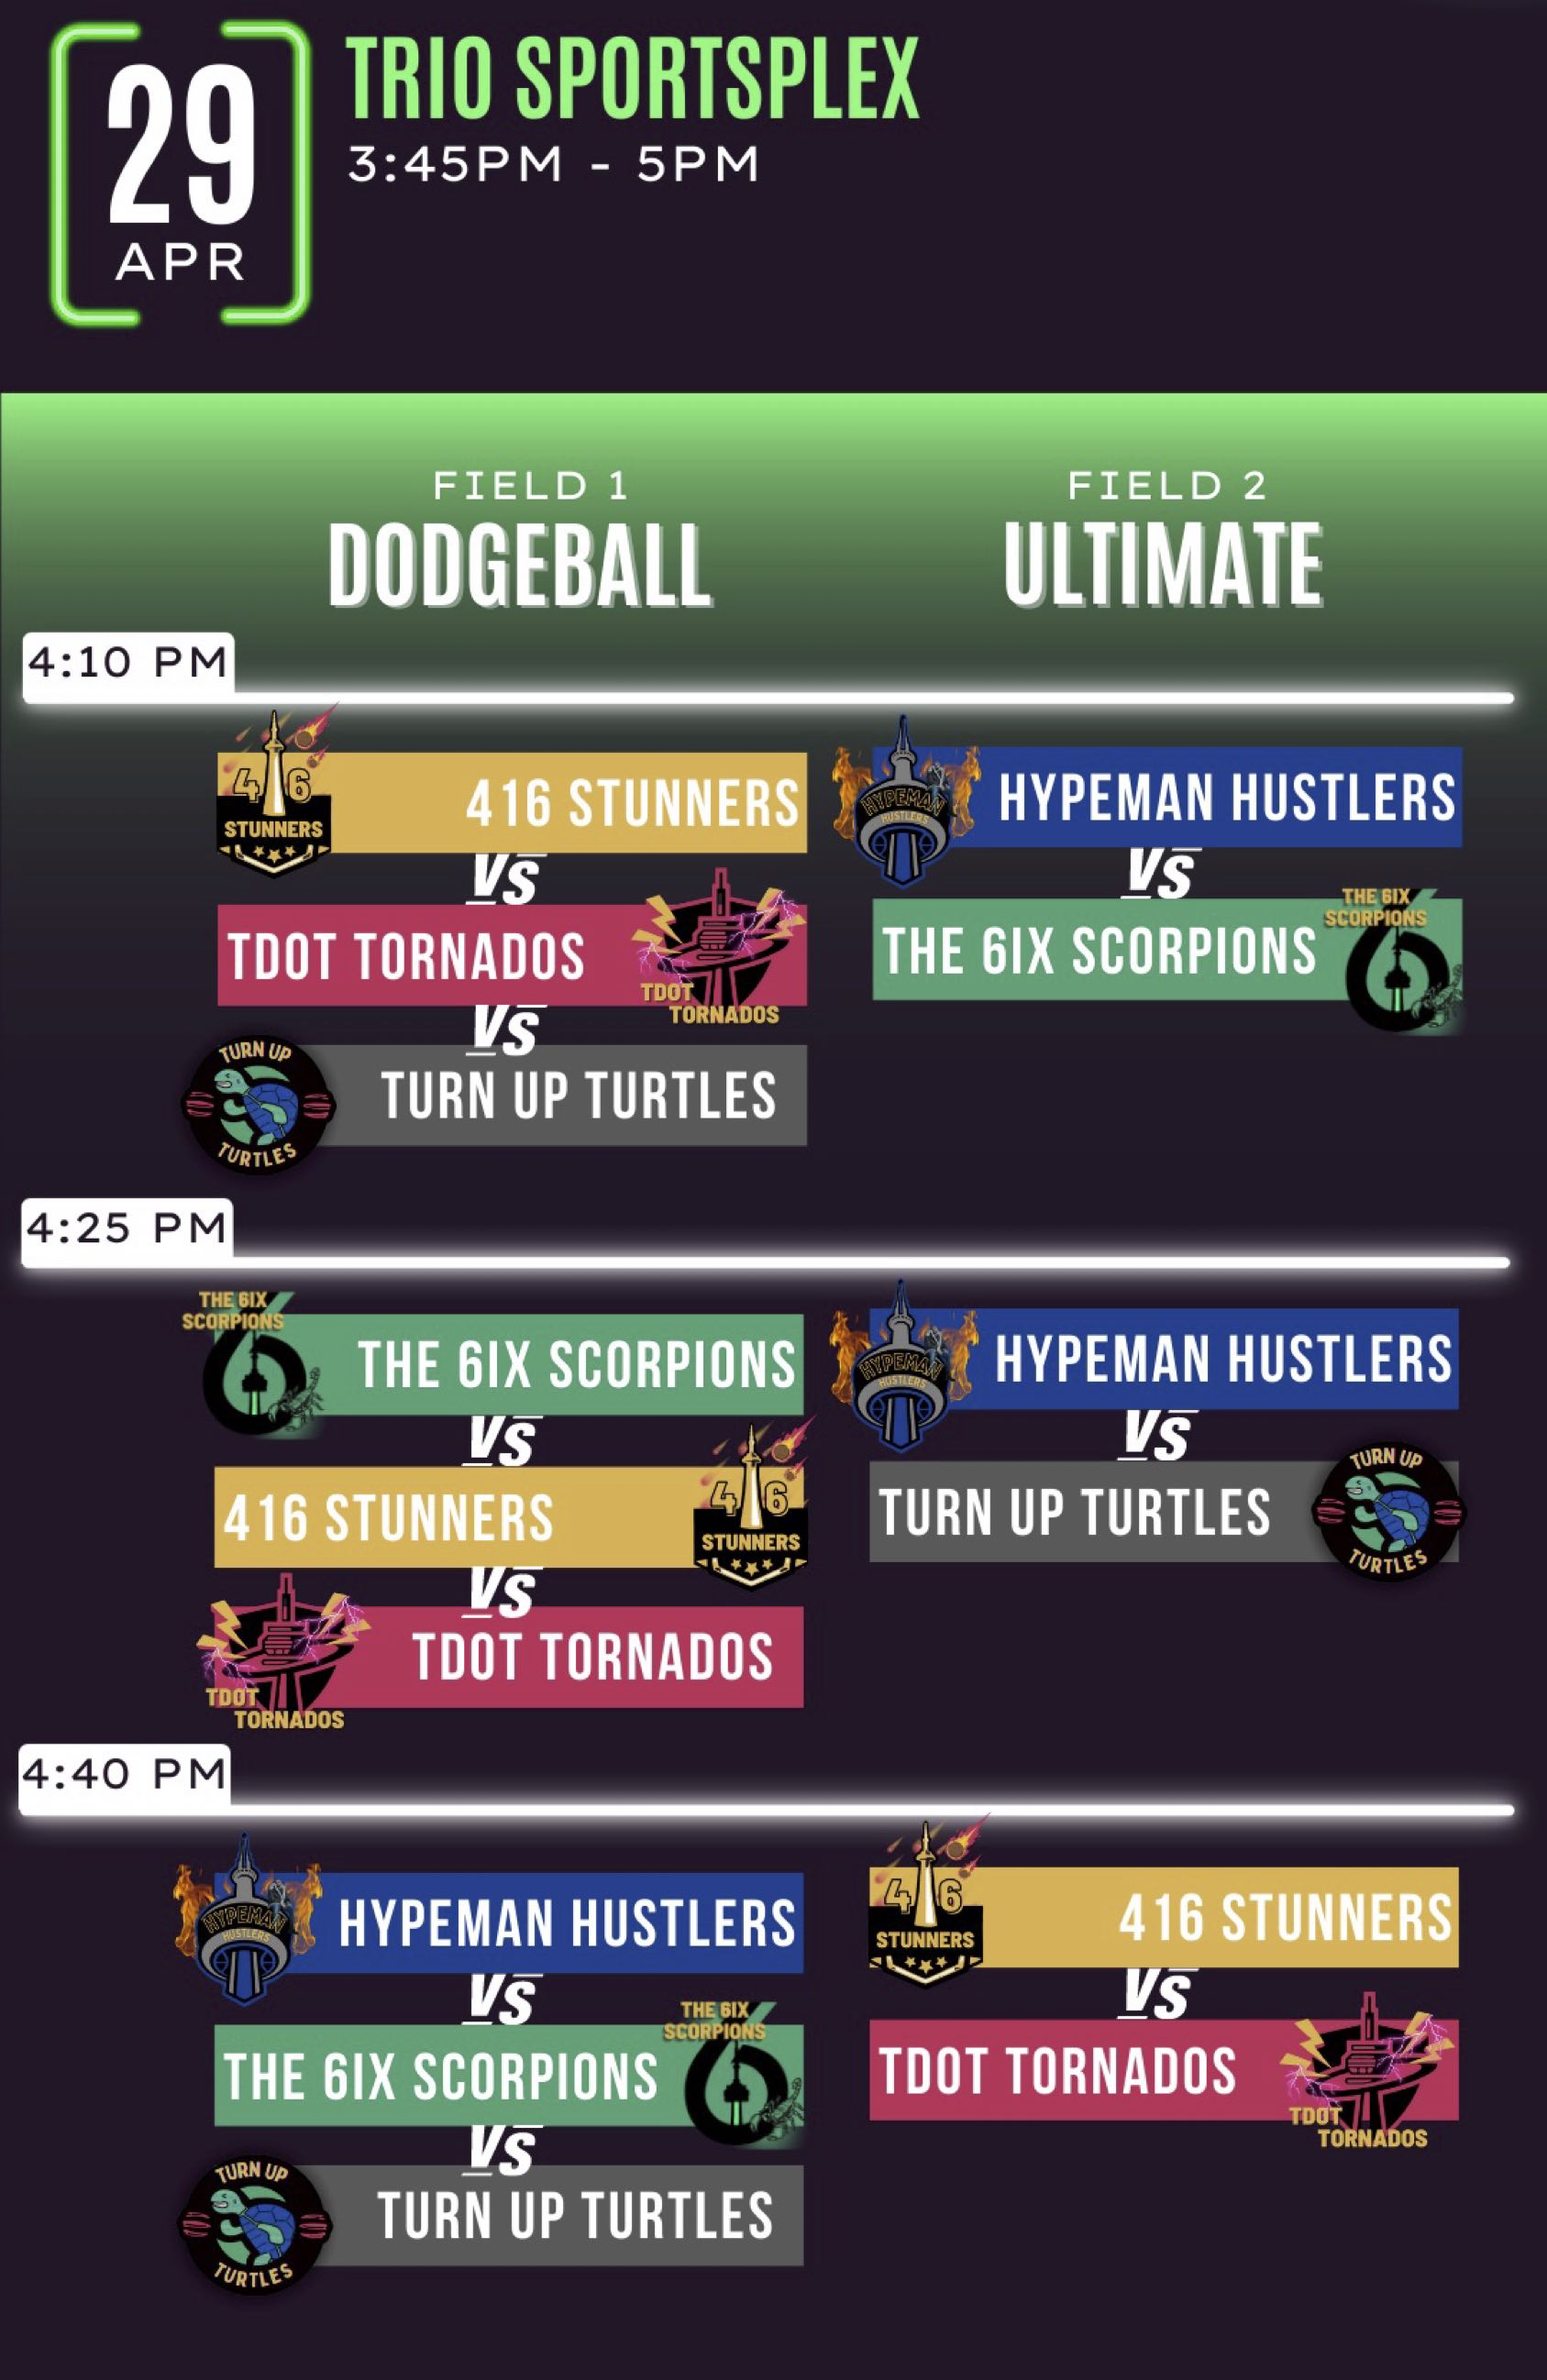 29
APR
TRIO SPORTSPLEX
3:45PM - 5PM
FIELD 1
DODGEBALL
FIELD 2
ULTIMATE
4:10 PM
416
STUNNERS
416 STUNNERS
VS
TDOT TORNADOS
TDOT
TORNADOS
VS
TURN UP
TURTLES
TURN UP TURTLES
HYPEMAN
HUSTLERS
HYPEMAN HUSTLERS
VS
THE 6IX SCORPIONS
THE 6IX
SCORPIONS
4:25 PM
THE 6IX
SCORPIONS
THE 6IX SCORPIONS
VS
416 STUNNERS
416
STUNNERS
VS
TDOT
TORNADOS
TDOT TORNADOS
HYPEMAN
HUSTLERS
HYPEMAN HUSTLERS
VS
TURN UP TURTLES
TURN UP
TURTLES
4:40 PM
HYPEMAN
HUSTLERS
HYPEMAN HUSTLERS
VS
THE 6IX SCORPIONS
THE 6IX
SCORPIONS
VS
TURN UP
TURTLES
TURN UP TURTLES
416
STUNNERS
416 STUNNERS
VS
TDOT TORNADOS
TDOT
TORNADOS